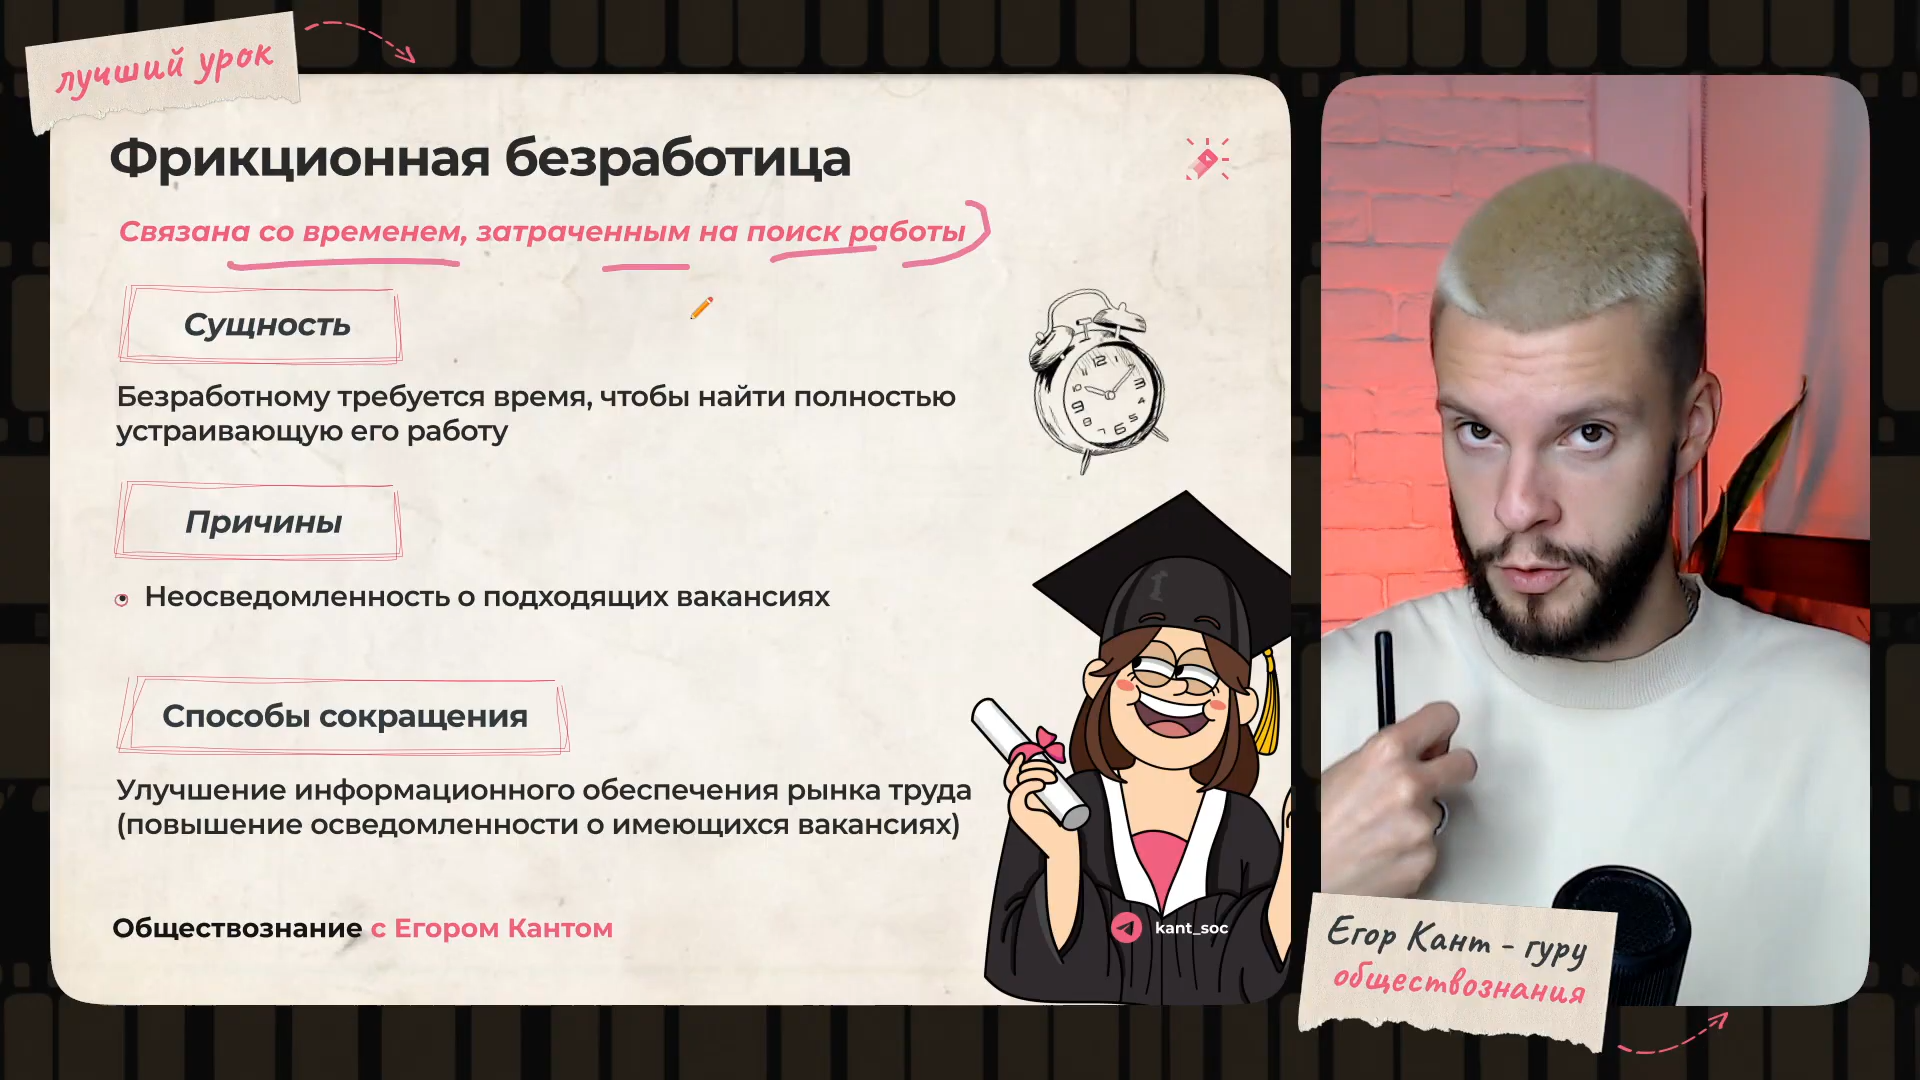 лучший урок
Фрикционная безработица
Связана со временем, затраченным на поиск работы
Сущность
Безработному требуется время, чтобы найти полностью
устраивающую его работу
Причины
Неосведомленность о подходящих вакансиях
Способы сокращения
Улучшение информационного обеспечения рынка труда
(повышение осведомленности о имеющихся вакансиях)
Обществознание с Егором Кантом
kant_soc
Егор Кант - гуру
обществознания